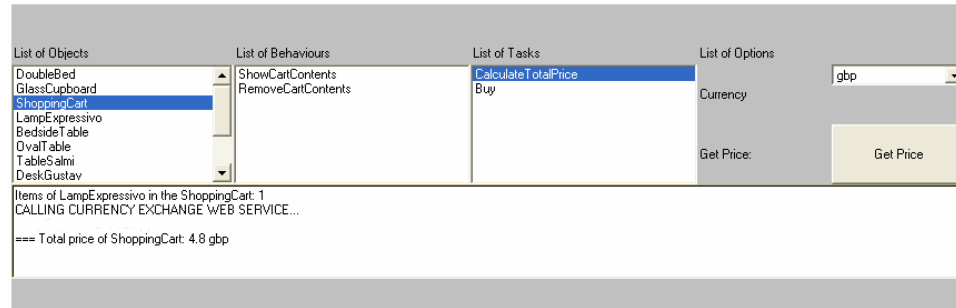 List of Objects
List of Behaviours
List of Tasks
List of Options
DoubleBed
GlassCupboard
ShoppingCart
LampExpressivo
BedsideTable
OvalTable
TableSalmi
DeskGustav
ShowCartContents
RemoveCartContents
CalculateTotalPrice
Buy
gbp
Currency
Get Price:
Get Price
Items of LampExpressivo in the ShoppingCart: 1
CALLING CURRENCY EXCHANGE WEB SERVICE...
=== Total price of ShoppingCart: 4.8 gbp